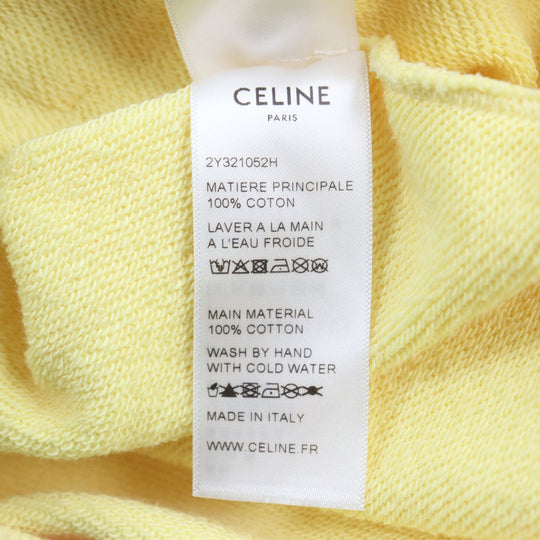 CELINE
PARIS
2Y321052H
MATIERE PRINCIPALE
100% COTON
LAVER A LA MAIN
A L'EAU FROIDE
MAIN MATERIAL
100% COTTON
WASH BY HAND
WITH COLD WATER
MADE IN ITALY
WWW.CELINE.FR